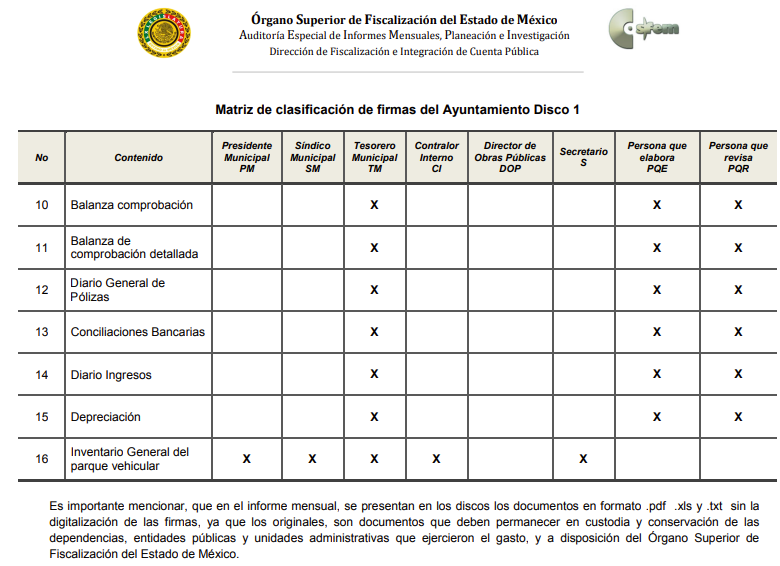 Órgano Superior de Fiscalización del Estado de México
Auditoría Especial de Informes Mensuales, Planeación e Investigación
Dirección de Fiscalización e Integración de Cuenta Pública
osfem
Matriz de clasificación de firmas del Ayuntamiento Disco 1
No Contenido Presidente Municipal PM Síndico Municipal SM Tesorero Municipal TM Contralor Interno CI Director de Obras Públicas DOP Secretario S Persona que elabora PQE Persona que revisa PQR
10 Balanza comprobación X X X
11 Balanza de comprobación detallada X X X
12 Diario General de Pólizas X X X
13 Conciliaciones Bancarias X X X
14 Diario Ingresos X X X
15 Depreciación X X X
16 Inventario General del parque vehicular X X X X X
Es importante mencionar, que en el informe mensual, se presentan en los discos los documentos en formato .pdf .xls y .txt sin la
digitalización de las firmas, ya que los originales, son documentos que deben permanecer en custodia y conservación de las
dependencias, entidades públicas y unidades administrativas que ejercieron el gasto, y a disposición del Órgano Superior de
Fiscalización del Estado de México.